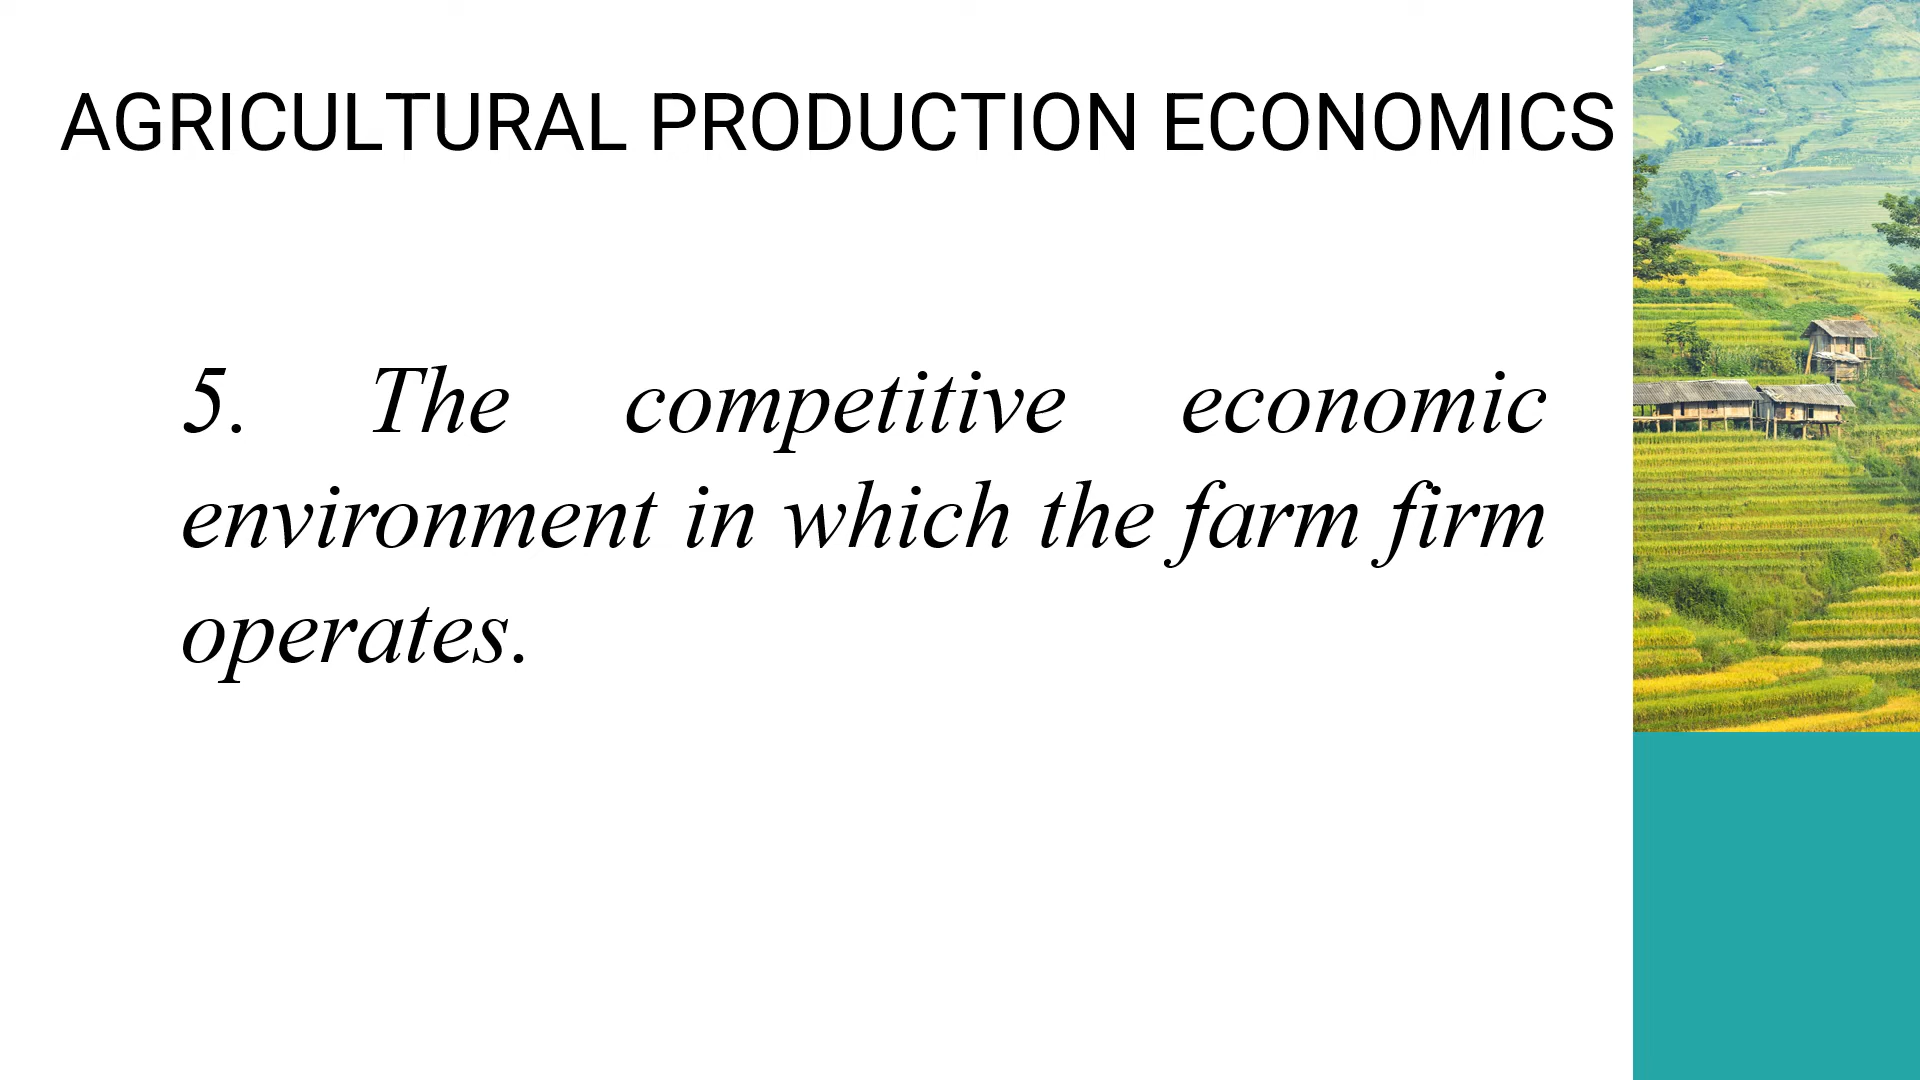 AGRICULTURAL PRODUCTION ECONOMICS
5. The competitive economic
environment in which the farm firm
operates.